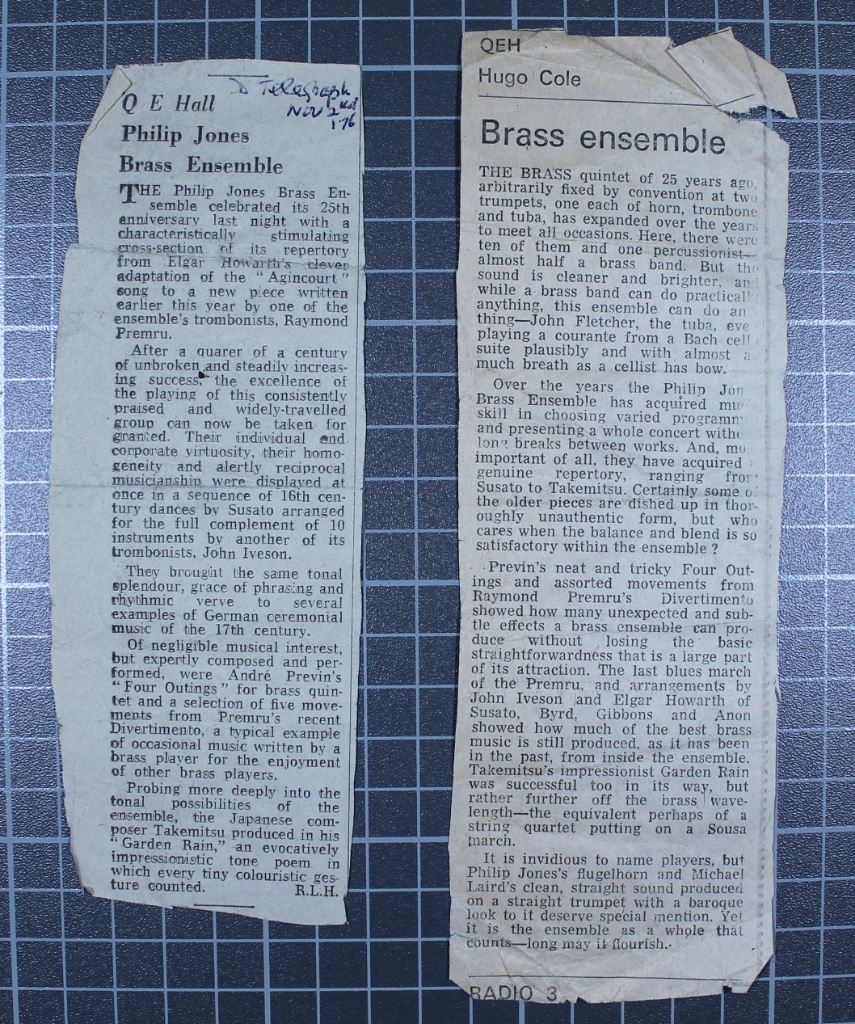 Q E Hall
D Telegraph
NOV 2nd
Philip Jones
Brass Ensemble
THE Philip Jones Brass En-
semble celebrated its 25th
anniversary last night with a
characteristically stimulating
cross-section of its repertory
from Elgar Howarth's clever
adaptation of the "Agincourt"
song to a new piece written
earlier this year by one of the
ensemble's trombonists, Raymond
Premru.
After a quarer of a century
of unbroken and steadily increas-
ing success, the excellence of
the playing of this consistently
praised and widely-travelled
group can now be taken for
granted. Their individual and
corporate virtuosity, their homo-
geneity and alertly reciprocal
musicianship were displayed at
once in a sequence of 16th cen-
tury dances by Susato arranged
for the full complement of 10
instruments by another of its
trombonists, John Iveson.
They brought the same tonal
splendour, grace of phrasing and
rhythmic verve to several
examples of German ceremonial
music of the 17th century.
Of negligible musical interest,
but expertly composed and per-
formed, were André Previn's
"Four Outings" for brass quin-
tet and a selection of five move-
ments from Premru's recent
Divertimento, a typical example
of occasional music written by a
brass player for the enjoyment
of other brass players.
Probing more deeply into the
tonal possibilities of the
ensemble, the Japanese com-
poser Takemitsu produced in his
"Garden Rain," an evocatively
impressionistic tone poem in
which every tiny colouristic ges-
ture counted. R.L.H.
QEH
Hugo Cole
Brass ensemble
THE BRASS quintet of 25 years ago,
arbitrarily fixed by convention at two
trumpets, one each of horn, trombone
and tuba, has expanded over the years
to meet all occasions. Here, there were
ten of them and one percussionist—
almost half a brass band. But the
sound is cleaner and brighter, an
while a brass band can do practical
anything, this ensemble can do an
thing—John Fletcher, the tuba, eve
playing a courante from a Bach cell
suite plausibly and with almost a
much breath as a cellist has bow.
Over the years the Philip Jon
Brass Ensemble has acquired mu
skill in choosing varied programm
and presenting a whole concert witho
long breaks between works. And, mo
important of all, they have acquired
genuine repertory, ranging from
Susato to Takemitsu. Certainly some o
the older pieces are dished up in thor-
oughly unauthentic form, but who
cares when the balance and blend is so
satisfactory within the ensemble ?
Previn's neat and tricky Four Out-
ings and assorted movements from
Raymond Premru's Divertimento
showed how many unexpected and sub-
tle effects a brass ensemble can pro-
duce without losing the basic
straightforwardness that is a large part
of its attraction. The last blues march
of the Premru, and arrangements by
John Iveson and Elgar Howarth of
Susato, Byrd, Gibbons and Anon
showed how much of the best brass
music is still produced, as it has been
in the past, from inside the ensemble.
Takemitsu's impressionist Garden Rain
was successful too in its way, but
rather further off the brass wave-
length—the equivalent perhaps of a
string quartet putting on a Sousa
march.
It is invidious to name players, but
Philip Jones's flugelhorn and Michael
Laird's clean, straight sound produced
on a straight trumpet with a baroque
look to it deserve special mention. Yet
it is the ensemble as a whole that
counts—long may it flourish.
RADIO 3